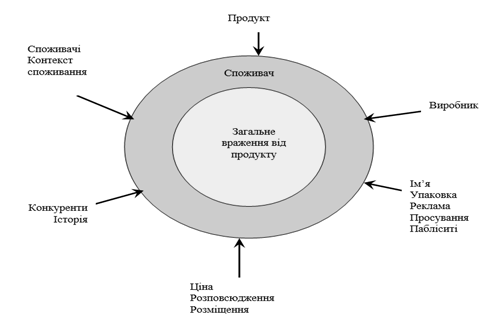 Продукт
Споживачі
Контекст
споживання
Споживач
Виробник
Загальне
враження від
продукту
Ім’я
Упаковка
Реклама
Просування
Пабліситі
Конкуренти
Історія
Ціна
Розповсюдження
Розміщення